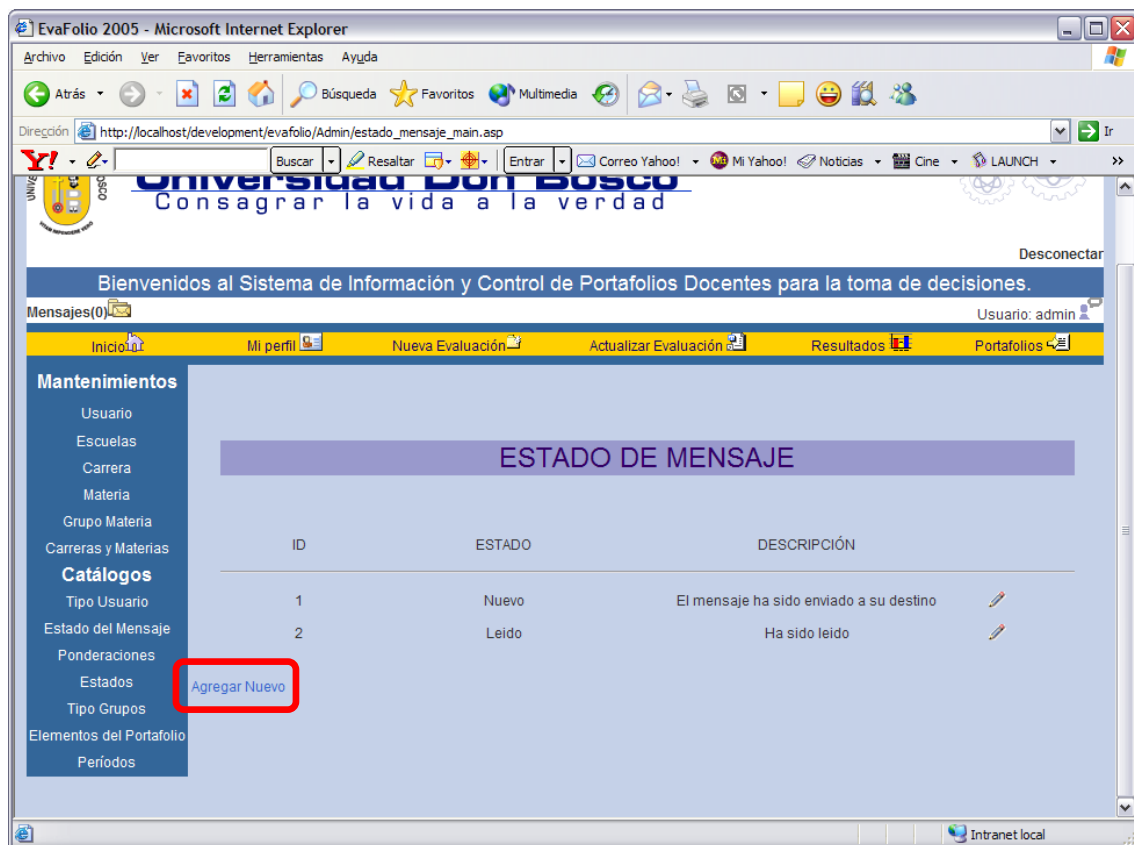 EvaFolio 2005 - Microsoft Internet Explorer
Archivo Edición Ver Favoritos Herramientas Ayuda
Atrás Búsqueda Favoritos Multimedia
Dirección http://localhost/development/evafolio/Admin/estado_mensaje_main.asp Ir
Y! Buscar Resaltar Entrar Correo Yahoo! Mi Yahoo! Noticias Cine LAUNCH »
Universidad Don Bosco
Consagrar la vida a la verdad
Desconectar
Bienvenidos al Sistema de Información y Control de Portafolios Docentes para la toma de decisiones.
Mensajes(0) Usuario: admin
Inicio Mi perfil Nueva Evaluación Actualizar Evaluación Resultados Portafolios
Mantenimientos
Usuario
Escuelas
Carrera
Materia
Grupo Materia
Carreras y Materias
Catálogos
Tipo Usuario
Estado del Mensaje
Ponderaciones
Estados
Tipo Grupos
Elementos del Portafolio
Períodos
ESTADO DE MENSAJE
ID ESTADO DESCRIPCIÓN
1 Nuevo El mensaje ha sido enviado a su destino
2 Leido Ha sido leido
Agregar Nuevo
Intranet local